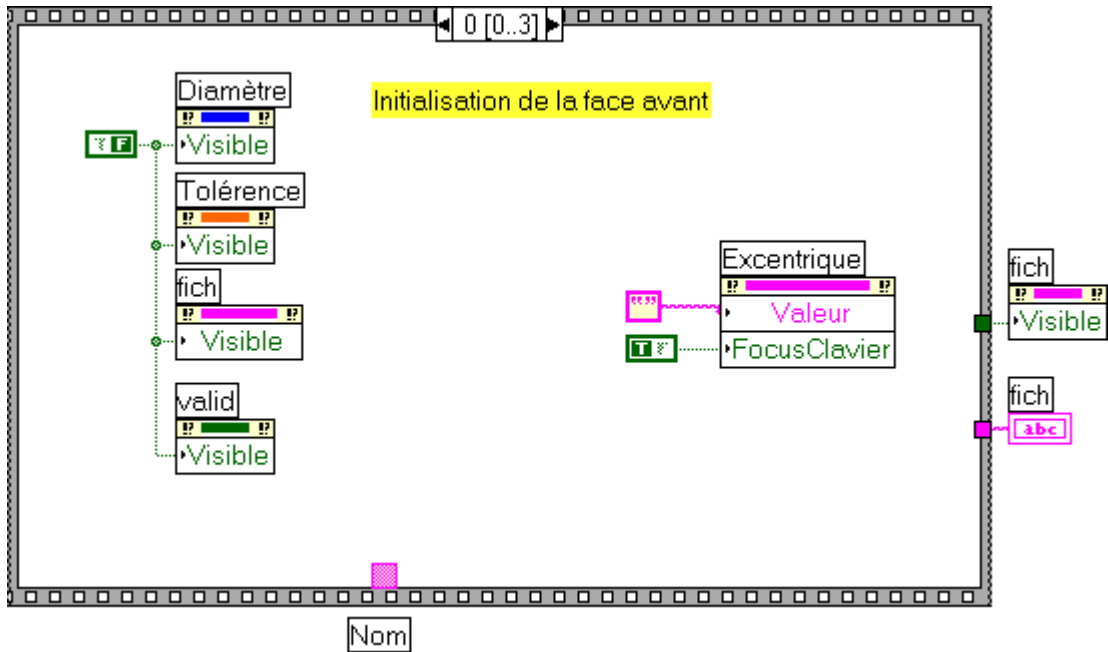 0 [0..3]
Initialisation de la face avant
Diamètre
!? !?
Visible
F
Tolérence
!? !?
Visible
fich
!? !?
Visible
valid
!? !?
Visible
Excentrique
!? !?
Valeur
T
FocusClavier
fich
!? !?
Visible
fich
abc
Nom